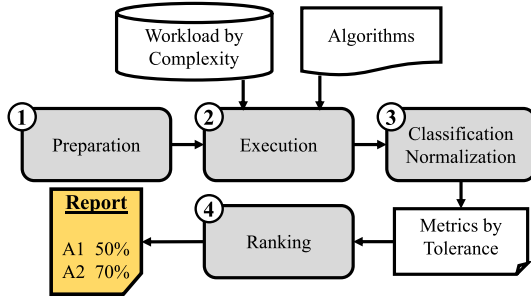 Workload by
Complexity
Algorithms
1
Preparation
2
Execution
3
Classification
Normalization
Report
A1 50%
A2 70%
4
Ranking
Metrics by
Tolerance